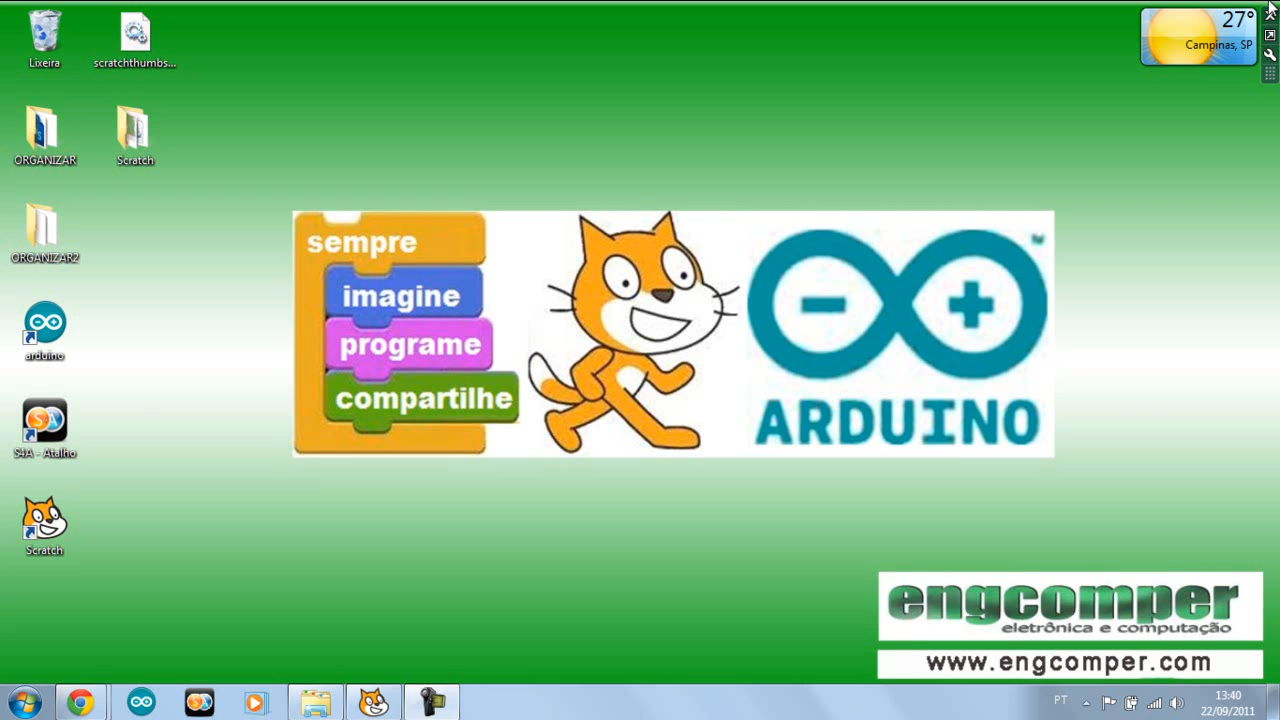 Lixeira
scratchthumbs...
27°
Campinas, SP
ORGANIZAR
Scratch
ORGANIZAR2
arduino
S4A - Atalho
Scratch
sempre
imagine
programe
compartilhe
ARDUINO
engcomper
eletrônica e computação
www.engcomper.com
PT
13:40
22/09/2011